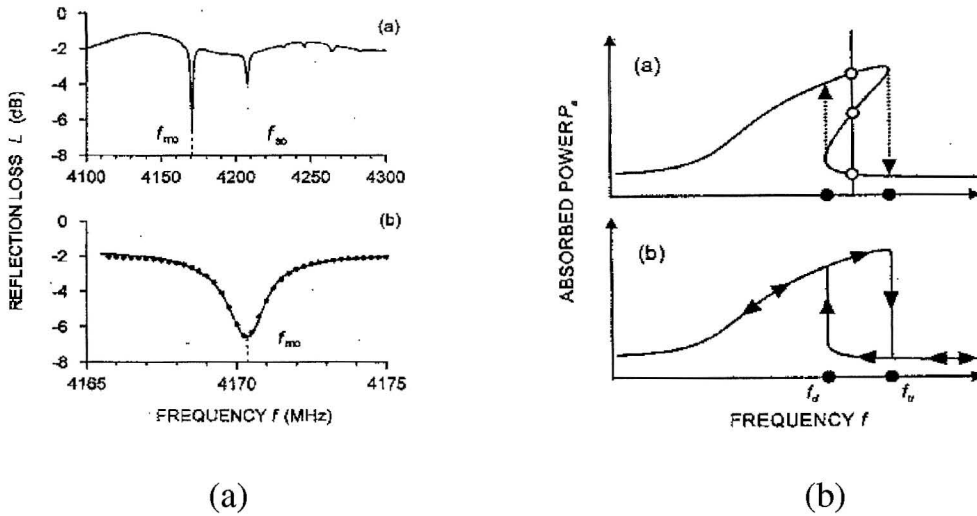 0
-2
-4
-6
-8
(a)
f_mo
f_so
4100 4150 4200 4250 4300
0
-2
-4
-6
-8
(b)
f_mo
4165 4170 4175
REFLECTION LOSS L (dB)
FREQUENCY f (MHz)
(a)
(a)
(b)
ABSORBED POWER P_a
f_d
f_u
FREQUENCY f
(b)